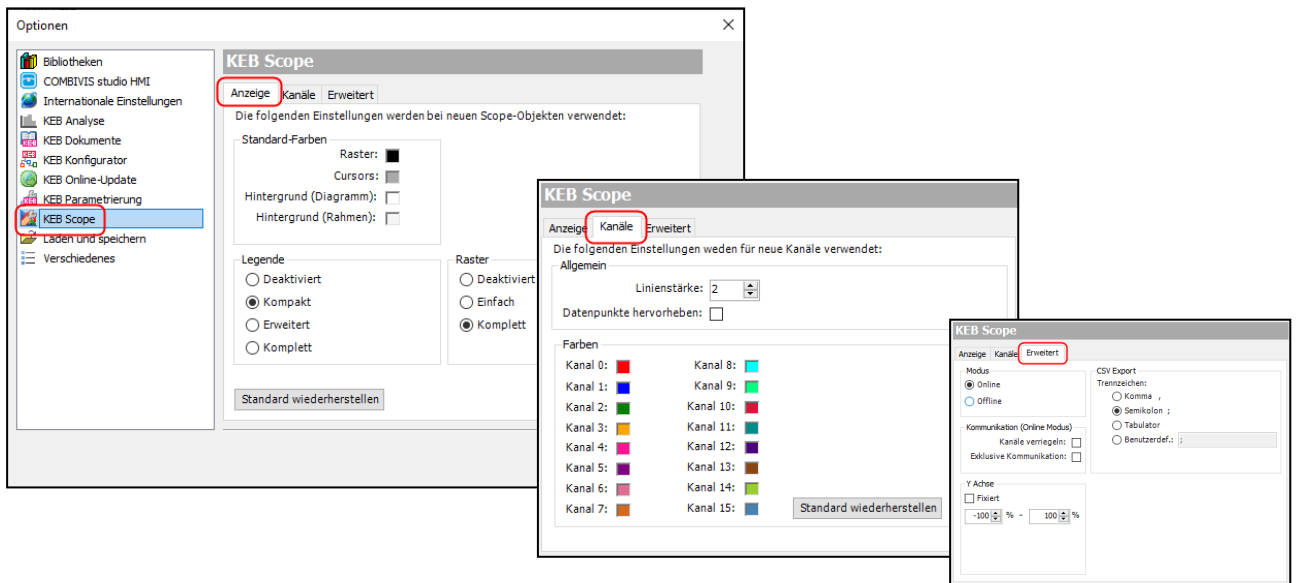 Optionen
Bibliotheken
COMBIVIS studio HMI
Internationale Einstellungen
KEB Analyse
KEB Dokumente
KEB Konfigurator
KEB Online-Update
KEB Parametrierung
KEB Scope
Laden und speichern
Verschiedenes
KEB Scope
Anzeige Kanäle Erweitert
Die folgenden Einstellungen werden bei neuen Scope-Objekten verwendet:
Standard-Farben
Raster:
Cursors:
Hintergrund (Diagramm):
Hintergrund (Rahmen):
Legende
Deaktiviert
Kompakt
Erweitert
Komplett
Raster
Deaktiviert
Einfach
Komplett
Standard wiederherstellen
KEB Scope
Anzeige Kanäle Erweitert
Die folgenden Einstellungen weden für neue Kanäle verwendet:
Allgemein
Linienstärke: 2
Datenpunkte hervorheben:
Farben
Kanal 0: Kanal 8:
Kanal 1: Kanal 9:
Kanal 2: Kanal 10:
Kanal 3: Kanal 11:
Kanal 4: Kanal 12:
Kanal 5: Kanal 13:
Kanal 6: Kanal 14:
Kanal 7: Kanal 15:
Standard wiederherstellen
KEB Scope
Anzeige Kanäle Erweitert
Modus
Online
Offline
Kommunikation (Online Modus)
Kanäle verriegeln:
Exklusive Kommunikation:
Y Achse
Fixiert
-100 % - 100 %
CSV Export
Trennzeichen:
Komma ,
Semikolon ;
Tabulator
Benutzerdef.: ;